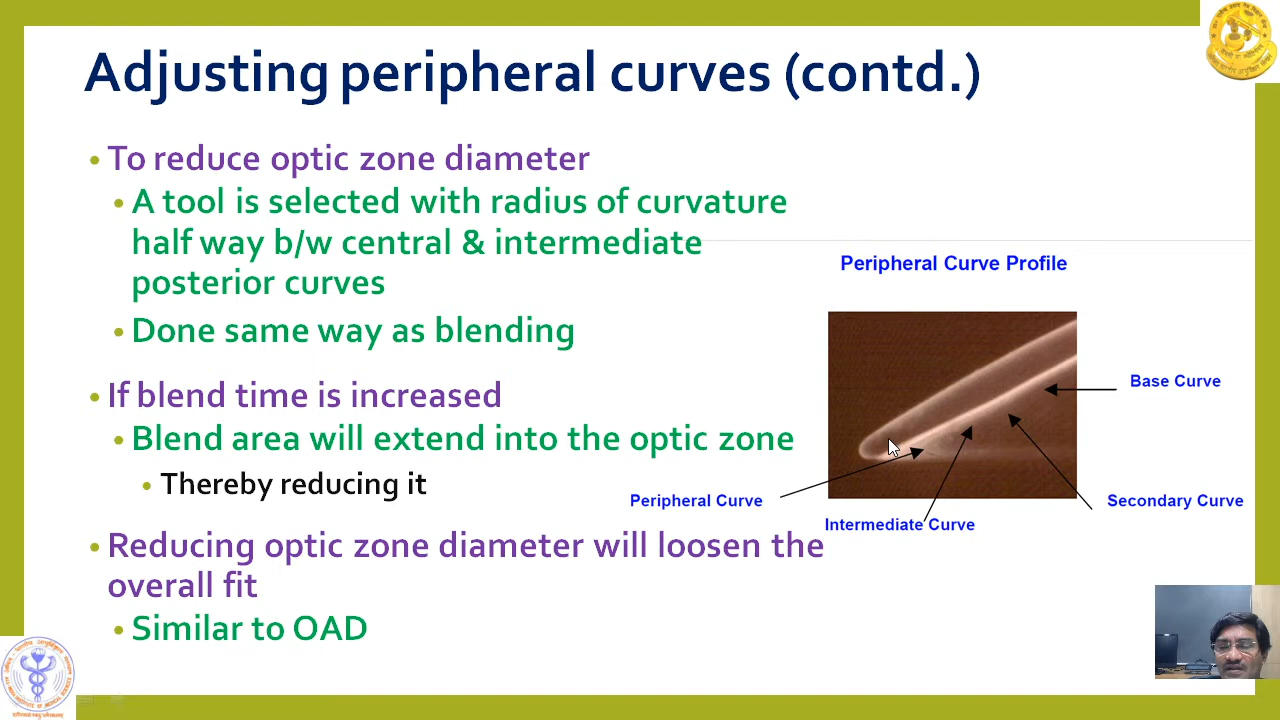 Adjusting peripheral curves (contd.)
• To reduce optic zone diameter
• A tool is selected with radius of curvature
half way b/w central & intermediate
posterior curves
• Done same way as blending
• If blend time is increased
• Blend area will extend into the optic zone
• Thereby reducing it
• Reducing optic zone diameter will loosen the
overall fit
• Similar to OAD
Peripheral Curve Profile
Base Curve
Peripheral Curve
Secondary Curve
Intermediate Curve